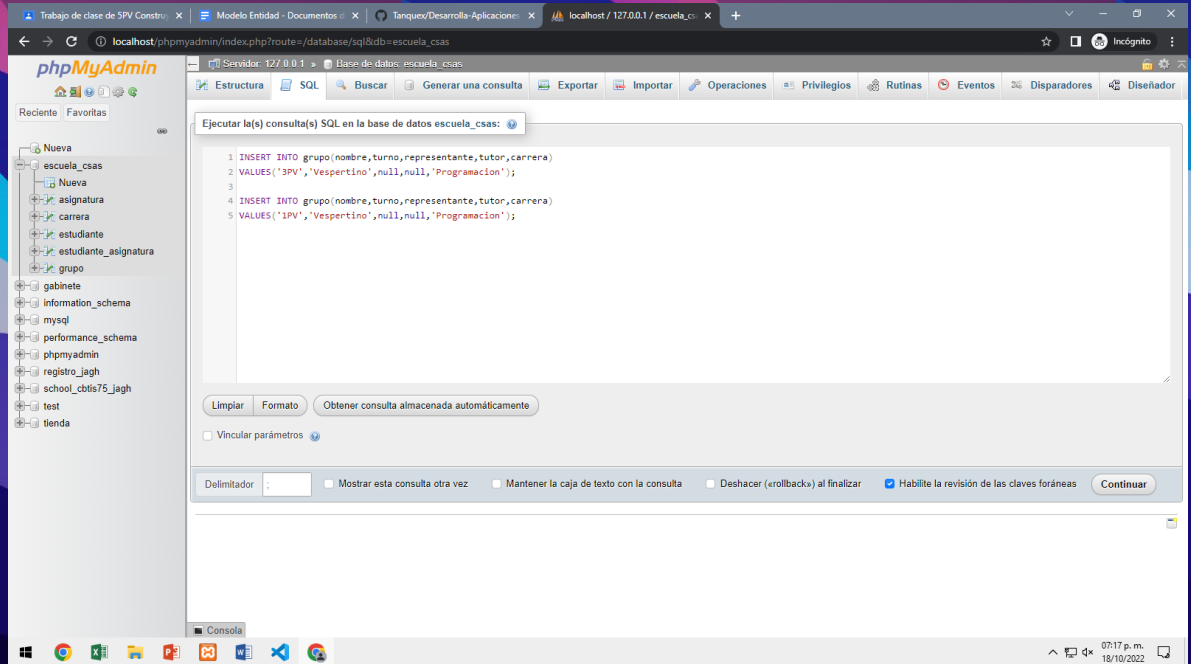 Trabajo de clase de 5PV Constru
Modelo Entidad - Documentos d
Tanquex/Desarrolla-Aplicaciones
localhost / 127.0.0.1 / escuela_cs
localhost/phpmyadmin/index.php?route=/database/sql&db=escuela_csas
Incógnito
phpMyAdmin
Reciente Favoritas
Nueva
escuela_csas
Nueva
asignatura
carrera
estudiante
estudiante_asignatura
grupo
gabinete
information_schema
mysql
performance_schema
phpmyadmin
registro_jagh
school_cbtis75_jagh
test
tienda
Servidor: 127.0.0.1 » Base de datos: escuela_csas
Estructura SQL Buscar Generar una consulta Exportar Importar Operaciones Privilegios Rutinas Eventos Disparadores Diseñador
Ejecutar la(s) consulta(s) SQL en la base de datos escuela_csas:
1 INSERT INTO grupo(nombre,turno,representante,tutor,carrera)
2 VALUES('3PV','Vespertino',null,null,'Programacion');
3
4 INSERT INTO grupo(nombre,turno,representante,tutor,carrera)
5 VALUES('1PV','Vespertino',null,null,'Programacion');
Limpiar Formato Obtener consulta almacenada automáticamente
Vincular parámetros
Delimitador ; Mostrar esta consulta otra vez Mantener la caja de texto con la consulta Deshacer («rollback») al finalizar Habilite la revisión de las claves foráneas Continuar
Consola
07:17 p. m.
18/10/2022